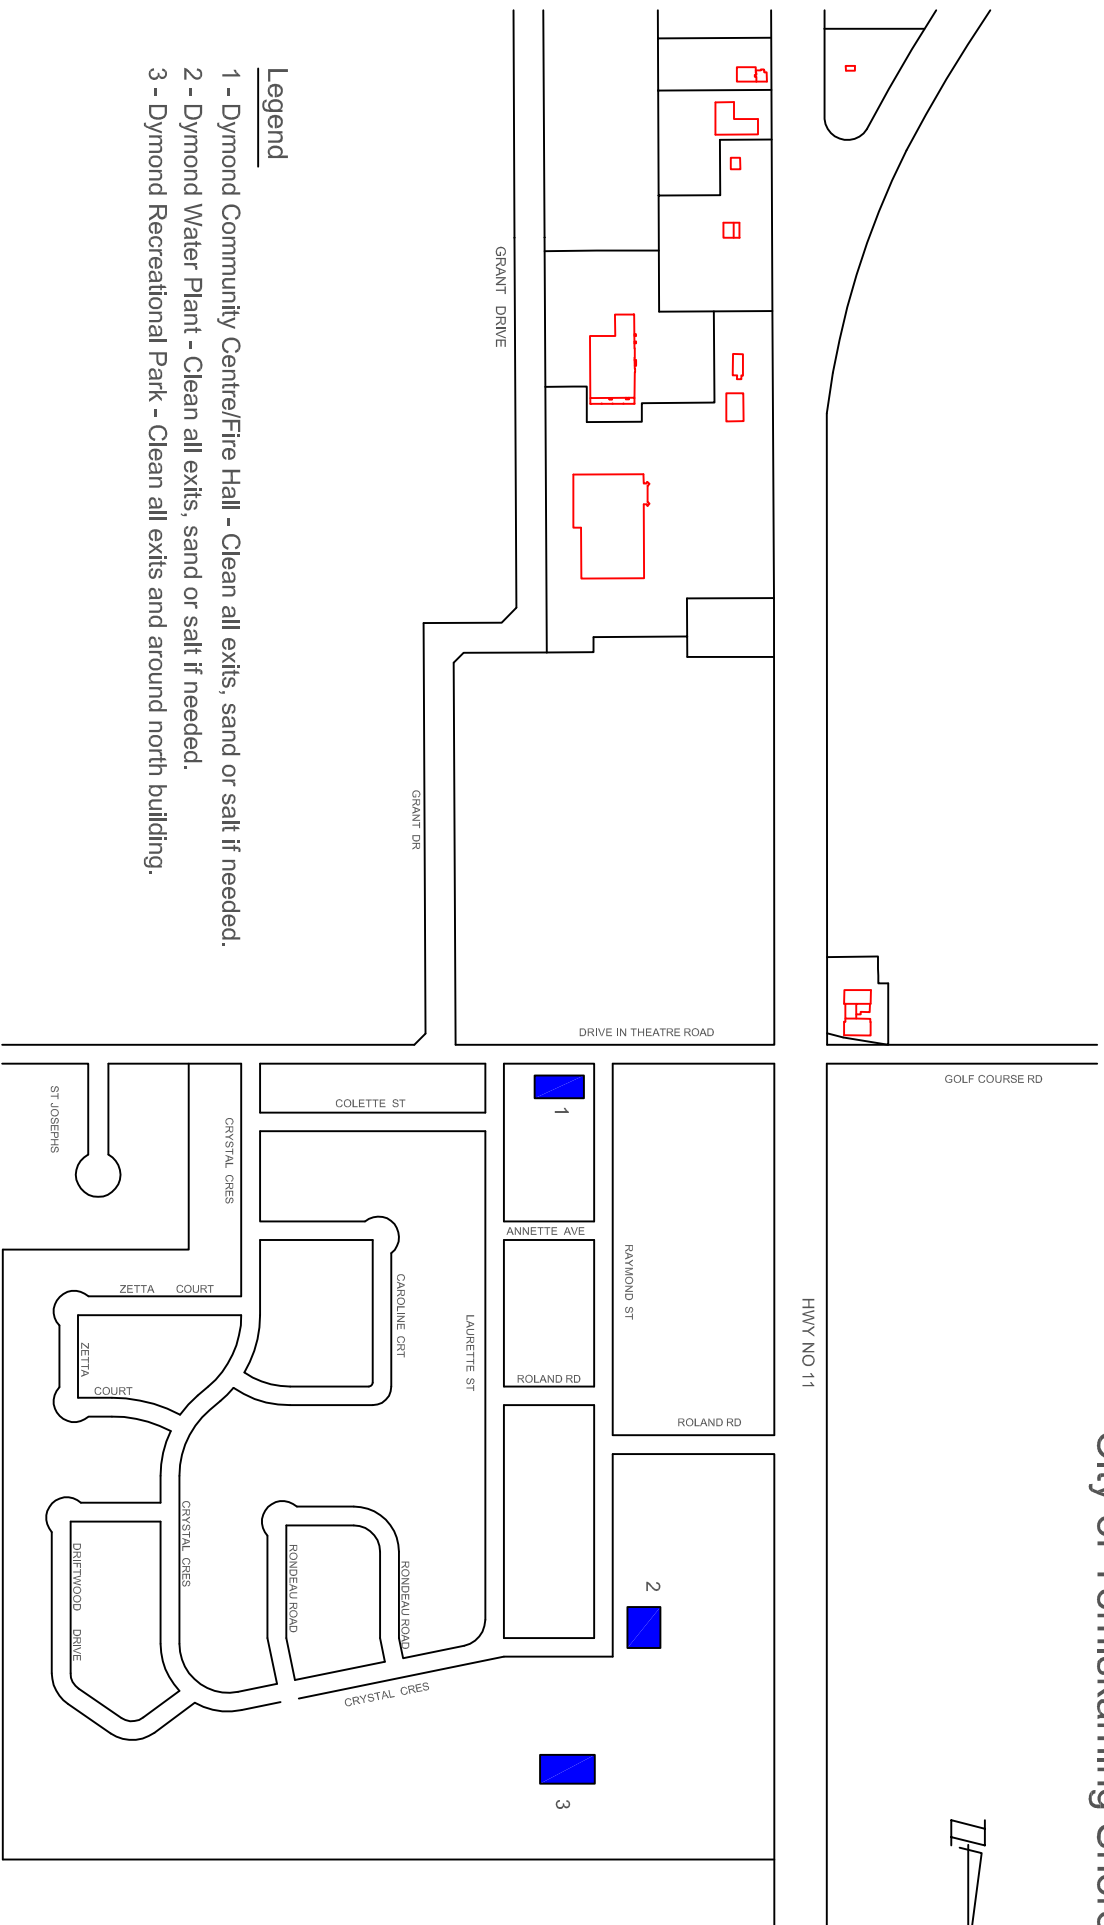 City of Temiskaming Shore
Legend
1 - Dymond Community Centre/Fire Hall - Clean all exits, sand or salt if needed.
2 - Dymond Water Plant - Clean all exits, sand or salt if needed.
3 - Dymond Recreational Park - Clean all exits and around north building.
GRANT DRIVE
GRANT DR
DRIVE IN THEATRE ROAD
GOLF COURSE RD
HWY NO 11
ST JOSEPHS
CRYSTAL CRES
COLETTE ST
1
ANNETTE AVE
RAYMOND ST
ZETTA COURT
ZETTA
COURT
CAROLINE CRT
LAURETTE ST
ROLAND RD
ROLAND RD
CRYSTAL CRES
DRIFTWOOD DRIVE
RONDEAU ROAD
RONDEAU ROAD
CRYSTAL CRES
2
3